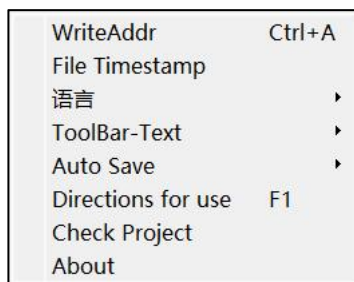 WriteAddr Ctrl+A
File Timestamp
语言
ToolBar-Text
Auto Save
Directions for use F1
Check Project
About